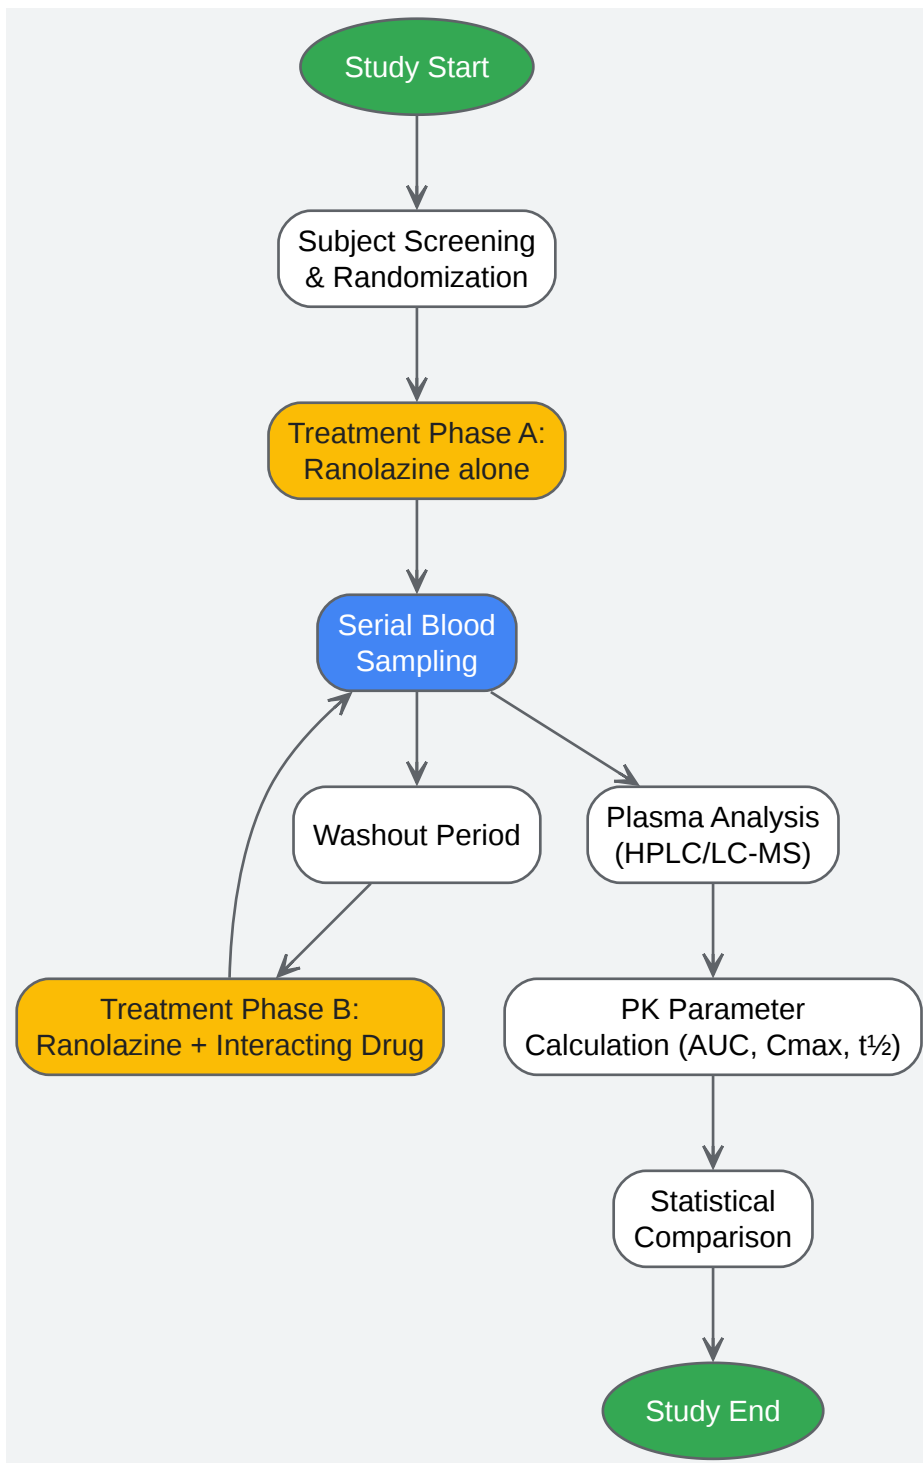 Study Start
Subject Screening
& Randomization
Treatment Phase A:
Ranolazine alone
Serial Blood
Sampling
Washout Period
Plasma Analysis
(HPLC/LC-MS)
Treatment Phase B:
Ranolazine + Interacting Drug
PK Parameter
Calculation (AUC, Cmax, t½)
Statistical
Comparison
Study End